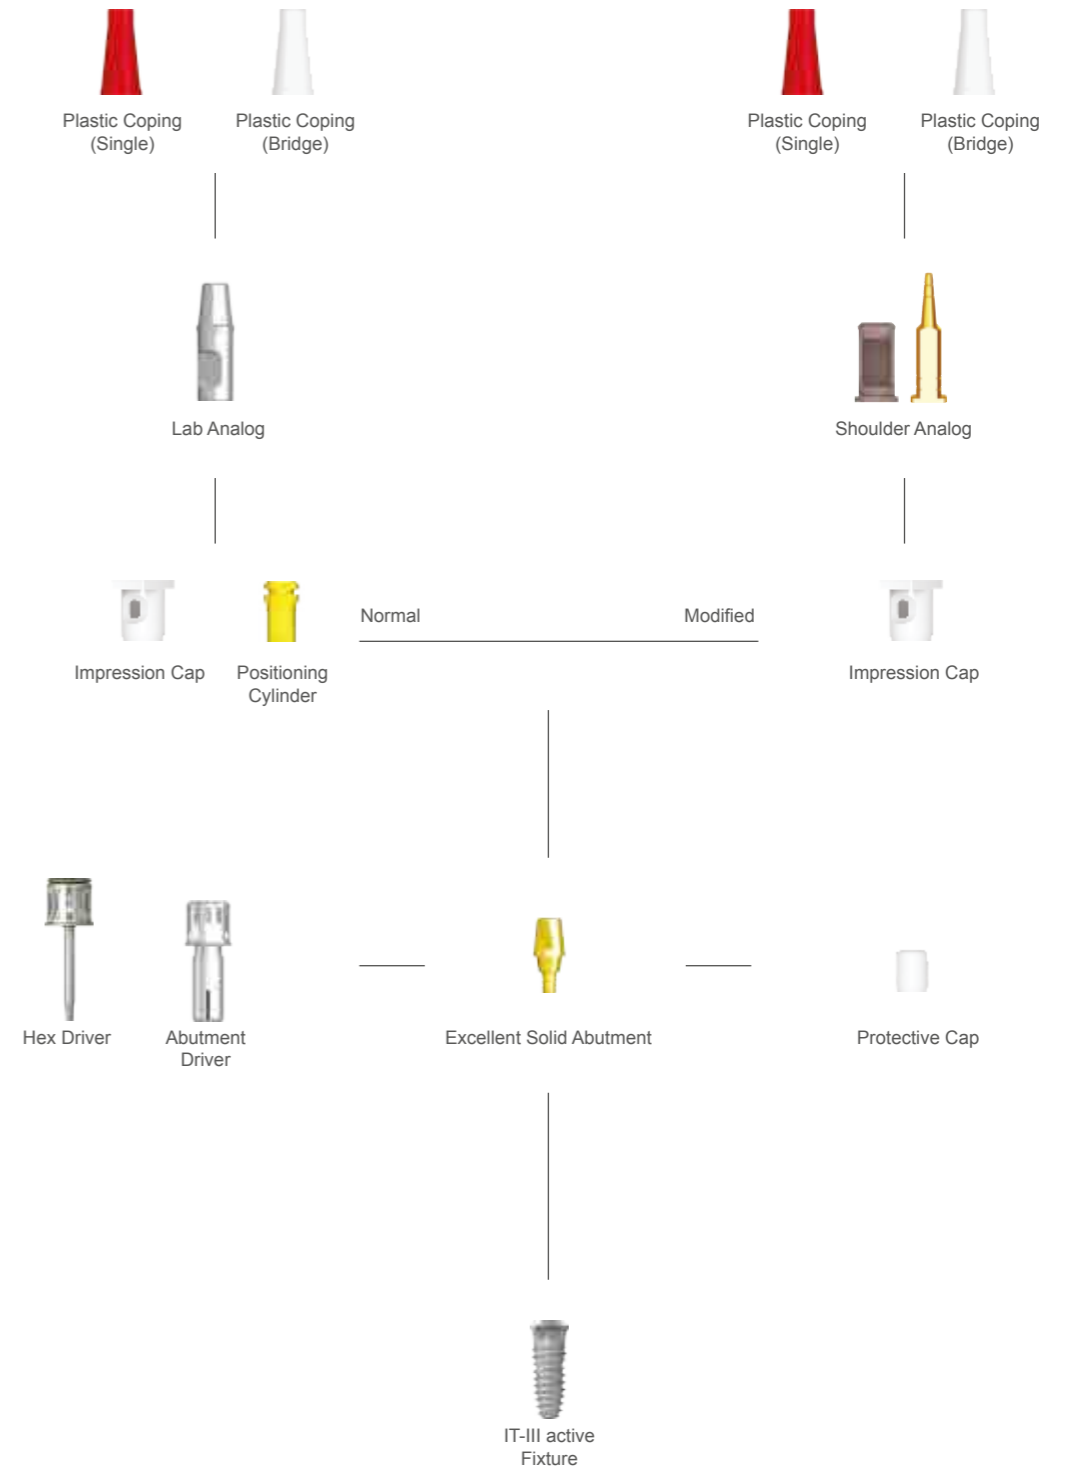 Plastic Coping
(Single)
Plastic Coping
(Bridge)
Plastic Coping
(Single)
Plastic Coping
(Bridge)
Lab Analog
Shoulder Analog
Normal
Modified
Impression Cap
Positioning
Cylinder
Impression Cap
Hex Driver
Abutment
Driver
Excellent Solid Abutment
Protective Cap
IT-III active
Fixture